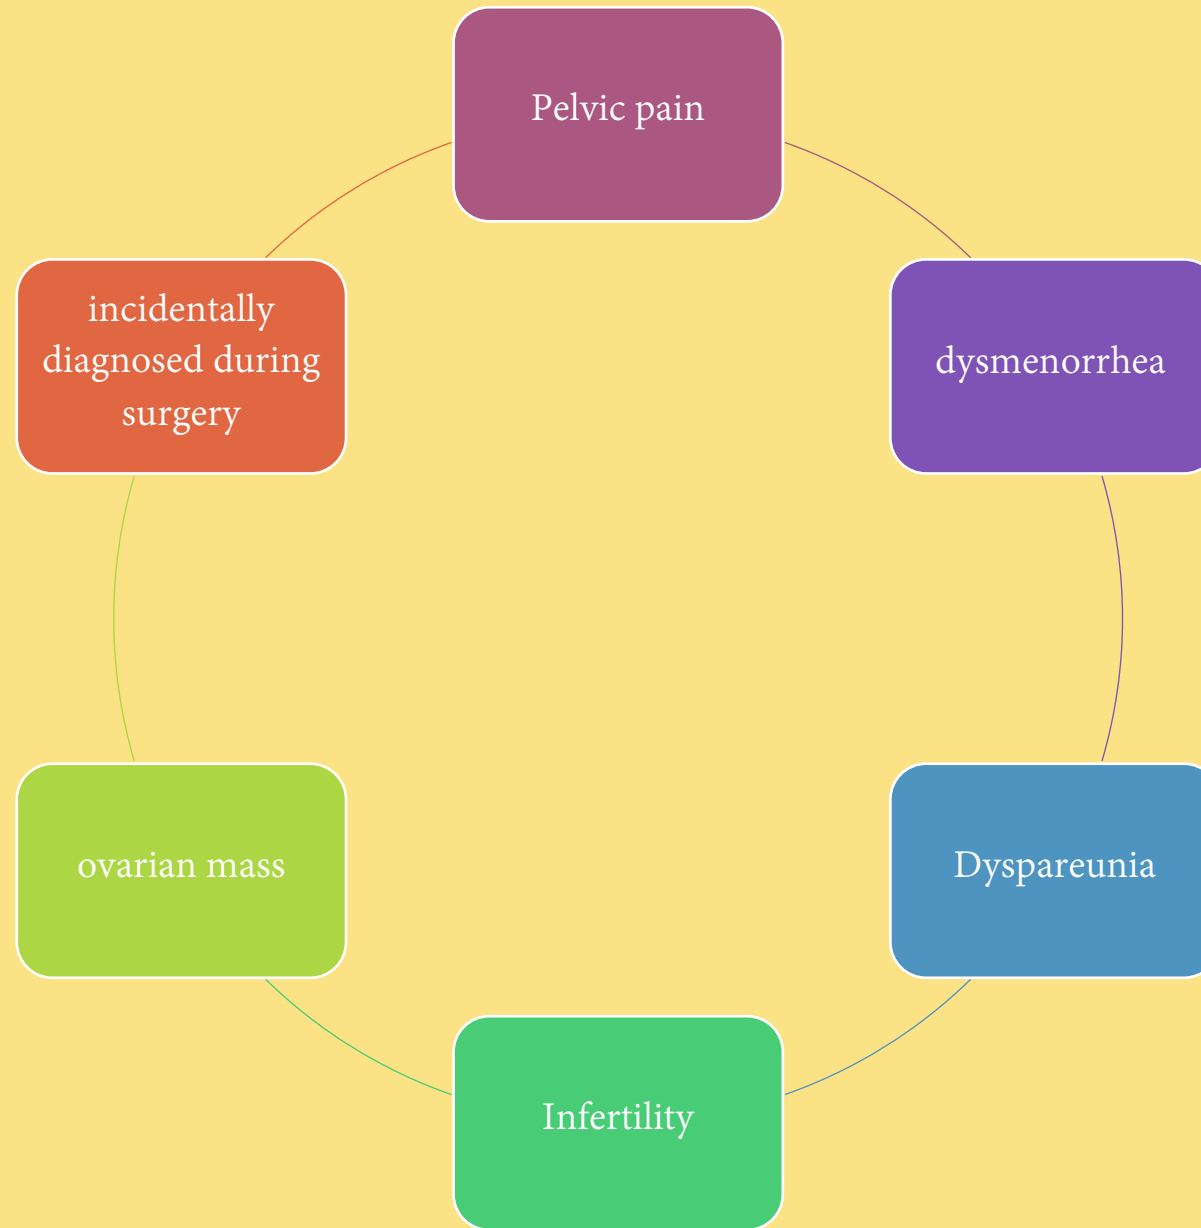 Pelvic pain
dysmenorrhea
Dyspareunia
Infertility
ovarian mass
incidentally
diagnosed during
surgery